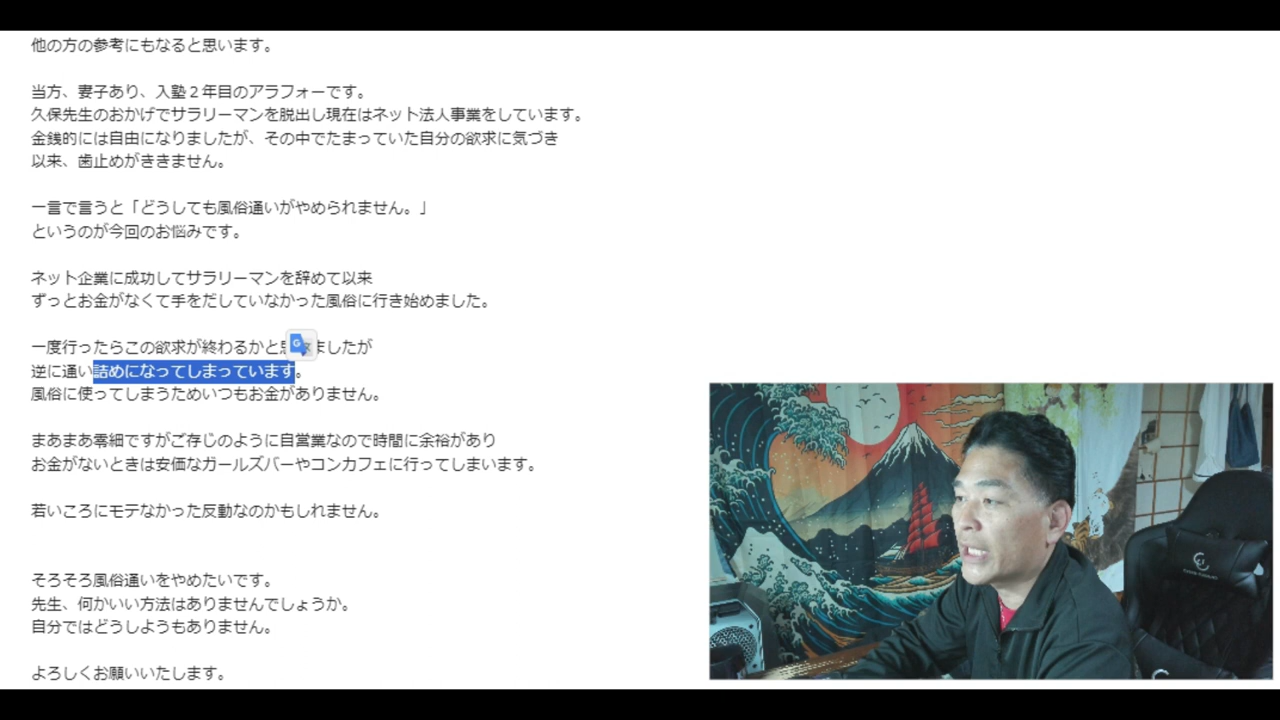 他の方の参考にもなると思います。
当方、妻子あり、入塾２年目のアラフォーです。
久保先生のおかげでサラリーマンを脱出し現在はネット法人事業をしています。
金銭的には自由になりましたが、その中でたまっていた自分の欲求に気づき
以来、歯止めがききません。
一言で言うと「どうしても風俗通いがやめられません。」
というのが今回のお悩みです。
ネット企業に成功してサラリーマンを辞めて以来
ずっとお金がなくて手をだしていなかった風俗に行き始めました。
一度行ったらこの欲求が終わるかと ましたが
逆に通い詰めになってしまっています。
風俗に使ってしまうためいつもお金がありません。
まあまあ零細ですがご存じのように自営業なので時間に余裕があり
お金がないときは安価なガールズバーやコンカフェに行ってしまいます。
若いころにモテなかった反動なのかもしれません。
そろそろ風俗通いをやめたいです。
先生、何かいい方法はありませんでしょうか。
自分ではどうしようもありません。
よろしくお願いいたします。